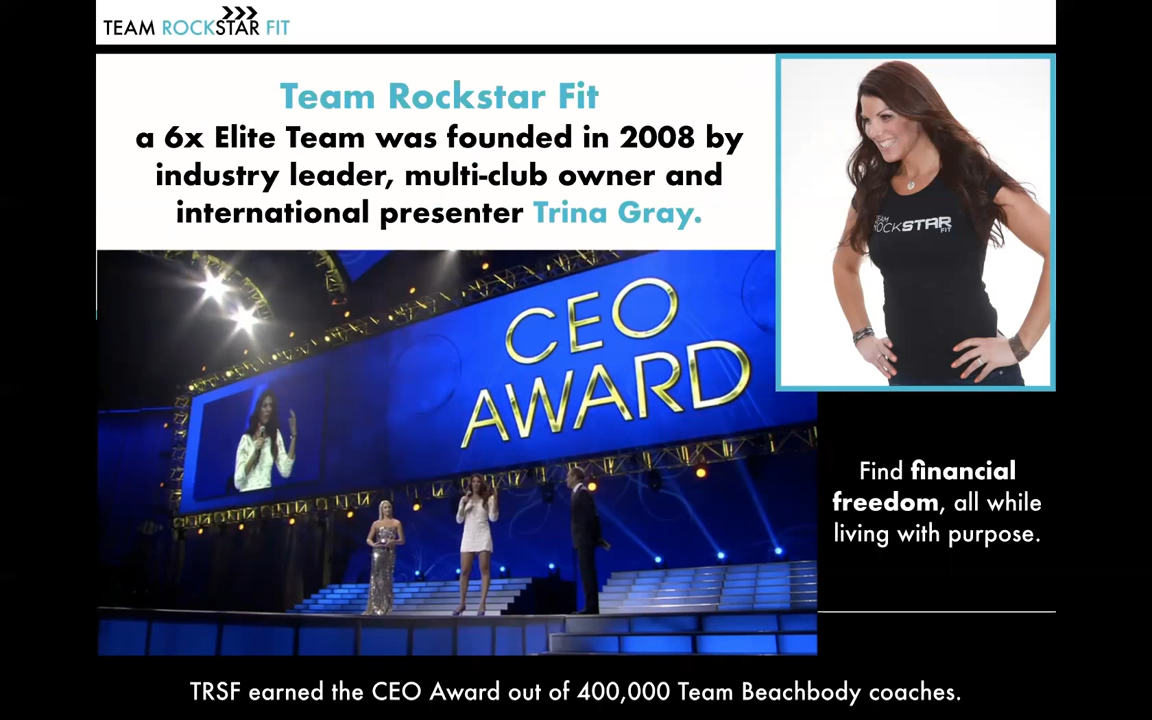 TEAM ROCKSTAR FIT
Team Rockstar Fit
a 6x Elite Team was founded in 2008 by
industry leader, multi-club owner and
international presenter Trina Gray.
TEAM
ROCKSTAR
FIT
CEO
AWARD
Find financial
freedom, all while
living with purpose.
TRSF earned the CEO Award out of 400,000 Team Beachbody coaches.